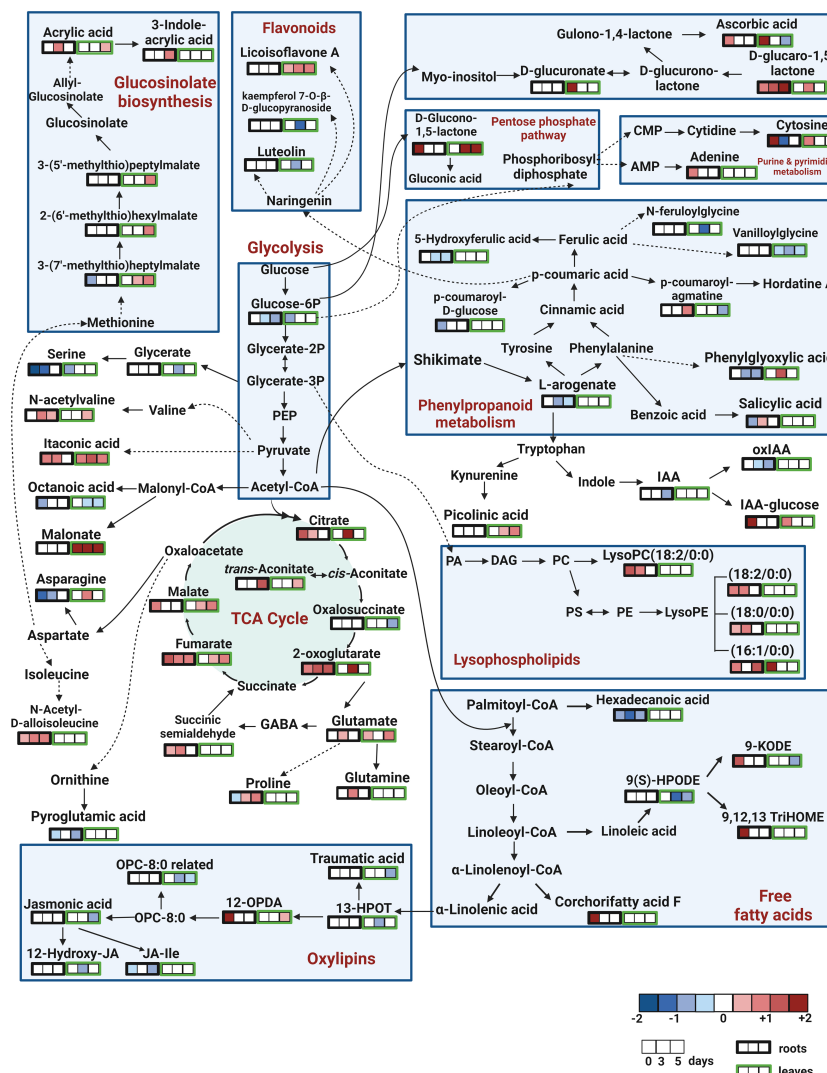 Acrylic acid
3-Indole-
acrylic acid
Allyl-
Glucosinolate
Glucosinolate
biosynthesis
Glucosinolate
3-(5'-methylthio)peptylmalate
2-(6'-methylthio)hexylmalate
3-(7'-methylthio)heptylmalate
Methionine
Flavonoids
Licoisoflavone A
kaempferol 7-O-β-
D-glucopyranoside
Luteolin
Naringenin
Gulono-1,4-lactone
Ascorbic acid
Myo-inositol
D-glucuronate
D-glucurono-
lactone
D-glucaro-1,5
lactone
D-Glucono-
1,5-lactone
Pentose phosphate
pathway
Gluconic acid
Phosphoribosyl
diphosphate
CMP
Cytidine
Cytosine
AMP
Adenine
Purine & pyrimidi
metabolism
Glycolysis
Glucose
Glucose-6P
Glycerate-2P
Glycerate-3P
PEP
Pyruvate
Acetyl-CoA
N-feruloylglycine
5-Hydroxyferulic acid
Ferulic acid
Vanilloylglycine
p-coumaric acid
p-coumaroyl-
D-glucose
p-coumaroyl-
agmatine
Hordatine A
Cinnamic acid
Tyrosine
Phenylalanine
Phenylglyoxylic acid
Shikimate
L-arogenate
Phenylpropanoid
metabolism
Benzoic acid
Salicylic acid
Serine
Glycerate
N-acetylvaline
Valine
Itaconic acid
Octanoic acid
Malonyl-CoA
Malonate
Asparagine
Aspartate
Isoleucine
N-Acetyl-
D-alloisoleucine
Ornithine
Pyroglutamic acid
Oxaloacetate
Citrate
trans-Aconitate
cis-Aconitate
Malate
TCA Cycle
Oxalosuccinate
Fumarate
2-oxoglutarate
Succinate
Succinic
semialdehyde
GABA
Glutamate
Proline
Glutamine
Tryptophan
Kynurenine
Indole
IAA
oxIAA
IAA-glucose
Picolinic acid
PA
DAG
PC
LysoPC(18:2/0:0)
PS
PE
LysoPE
(18:2/0:0)
(18:0/0:0)
(16:1/0:0)
Lysophospholipids
Palmitoyl-CoA
Hexadecanoic acid
Stearoyl-CoA
Oleoyl-CoA
9(S)-HPODE
9-KODE
Linoleoyl-CoA
Linoleic acid
9,12,13 TriHOME
α-Linolenoyl-CoA
α-Linolenic acid
Corchorifatty acid F
Free
fatty acids
OPC-8:0 related
Traumatic acid
Jasmonic acid
OPC-8:0
12-OPDA
13-HPOT
12-Hydroxy-JA
JA-Ile
Oxylipins
-2 -1 0 +1 +2
0 3 5 days
roots
leaves